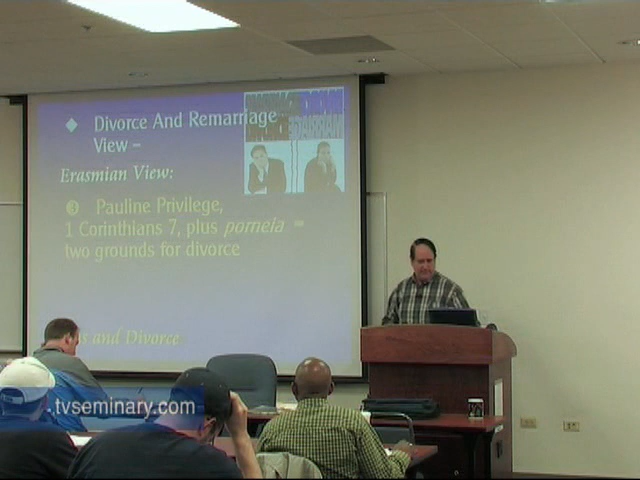 Divorce And Remarriage
View –
Erasmian View:
❸ Pauline Privilege,
1 Corinthians 7, plus porneia =
two grounds for divorce
and Divorce
.tvseminary.com